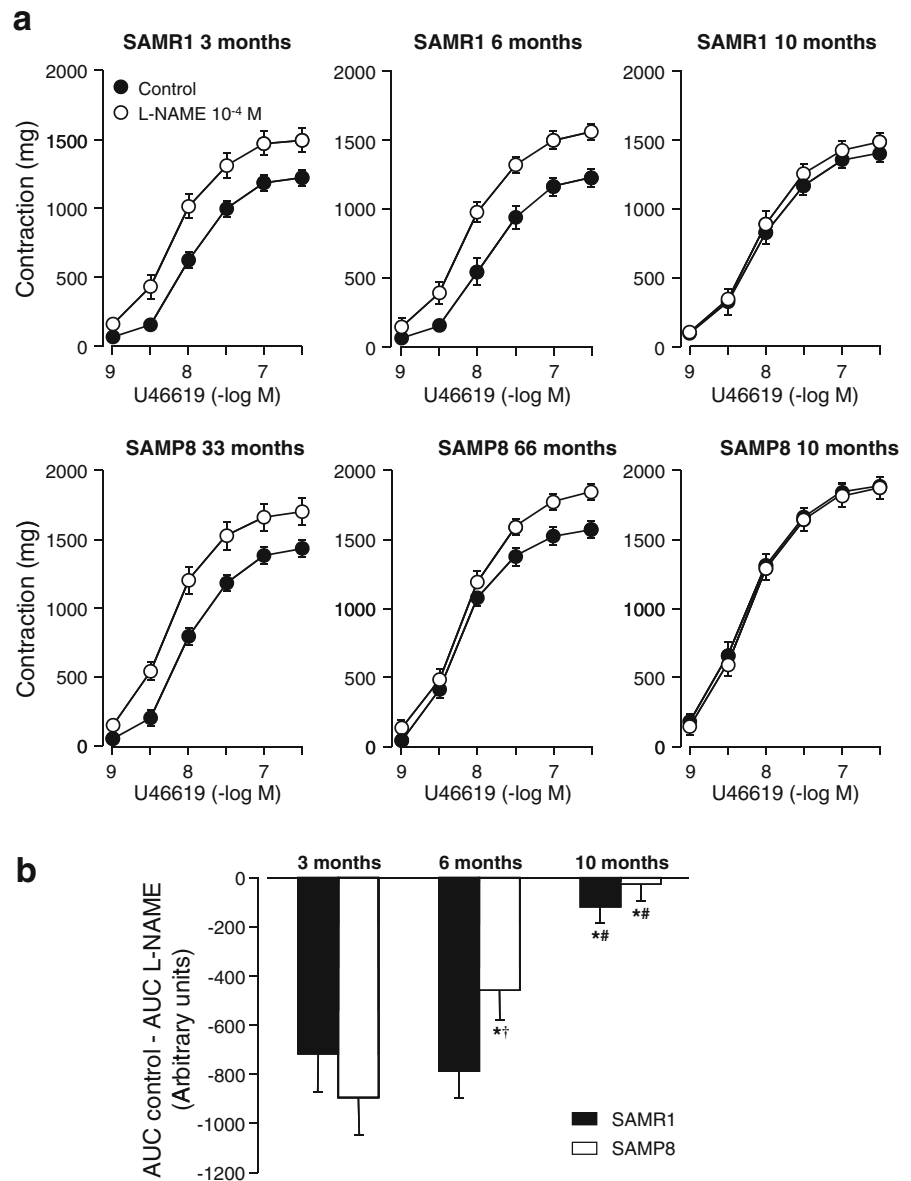 a
SAMR1 3 months
SAMR1 6 months
SAMR1 10 months
Contraction (mg)
2000
1500
1000
500
0
Control
L-NAME 10-4 M
9 8 7
U46619 (-log M)
2000
1500
1000
500
0
9 8 7
U46619 (-log M)
2000
1500
1000
500
0
9 8 7
U46619 (-log M)
SAMP8 33 months
SAMP8 66 months
SAMP8 10 months
Contraction (mg)
2000
1500
1000
500
0
9 8 7
U46619 (-log M)
2000
1500
1000
500
0
9 8 7
U46619 (-log M)
2000
1500
1000
500
0
9 8 7
U46619 (-log M)
b
3 months
6 months
10 months
AUC control - AUC L-NAME
(Arbitrary units)
0
-200
-400
-600
-800
-1000
-1200
*†
*#
*#
SAMR1
SAMP8